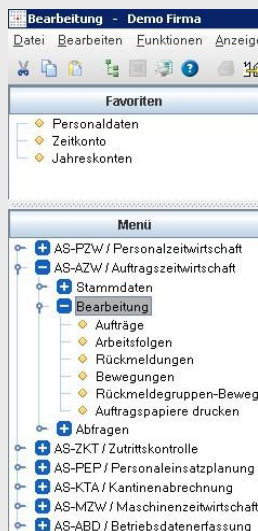 Bearbeitung - Demo Firma
Datei Bearbeiten Funktionen Anzeige
Favoriten
Personaldaten
Zeitkonto
Jahreskonten
Menü
AS-PZW / Personalzeitwirtschaft
AS-AZW / Auftragszeitwirtschaft
Stammdaten
Bearbeitung
Aufträge
Arbeitsfolgen
Rückmeldungen
Bewegungen
Rückmeldegruppen-Beweg
Auftragspapiere drucken
Abfragen
AS-ZKT / Zutrittskontrolle
AS-PEP / Personaleinsatzplanung
AS-KTA / Kantinenabrechnung
AS-MZW / Maschinenzeitwirtschaft
AS-ABD / Betriebsdatenerfassung